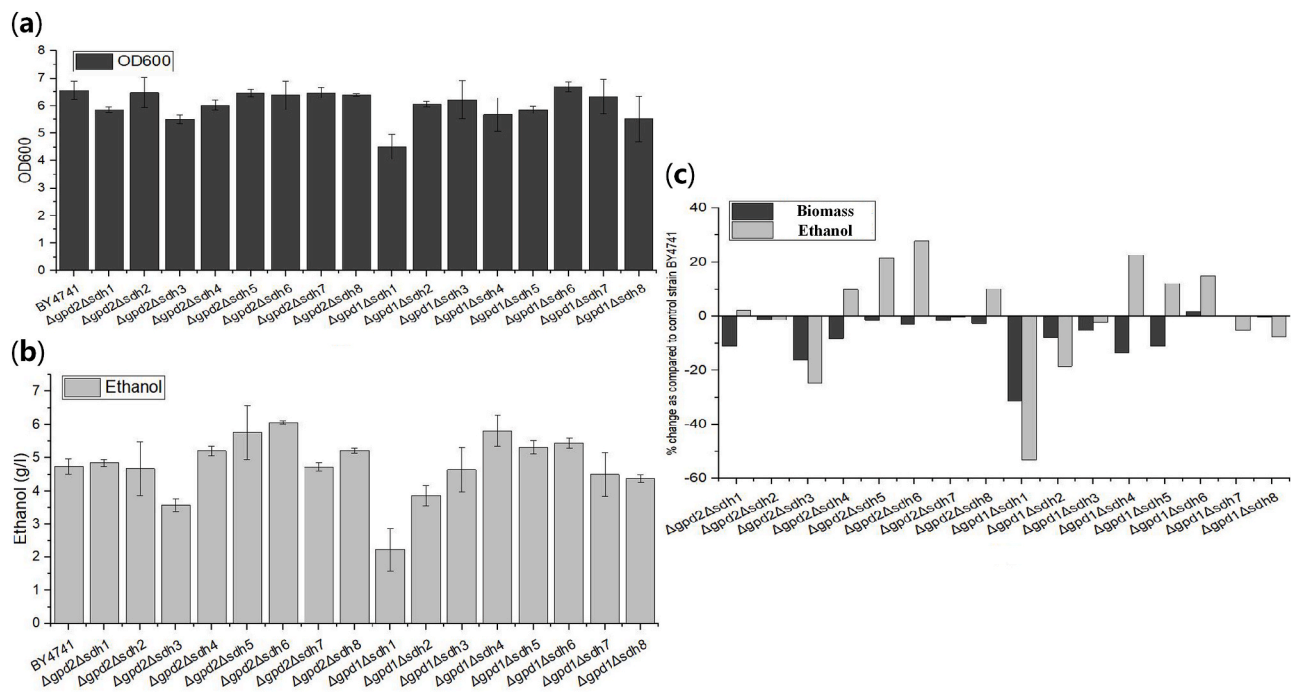 (a)
OD600
OD600
8
7
6
5
4
3
2
1
0
BY4741
Δgpd2Δsdh1
Δgpd2Δsdh2
Δgpd2Δsdh3
Δgpd2Δsdh4
Δgpd2Δsdh5
Δgpd2Δsdh6
Δgpd2Δsdh7
Δgpd2Δsdh8
Δgpd1Δsdh1
Δgpd1Δsdh2
Δgpd1Δsdh3
Δgpd1Δsdh4
Δgpd1Δsdh5
Δgpd1Δsdh6
Δgpd1Δsdh7
Δgpd1Δsdh8
(b)
Ethanol
Ethanol (g/l)
7
6
5
4
3
2
1
0
BY4741
Δgpd2Δsdh1
Δgpd2Δsdh2
Δgpd2Δsdh3
Δgpd2Δsdh4
Δgpd2Δsdh5
Δgpd2Δsdh6
Δgpd2Δsdh7
Δgpd2Δsdh8
Δgpd1Δsdh1
Δgpd1Δsdh2
Δgpd1Δsdh3
Δgpd1Δsdh4
Δgpd1Δsdh5
Δgpd1Δsdh6
Δgpd1Δsdh7
Δgpd1Δsdh8
(c)
Biomass
Ethanol
% change as compared to control strain BY4741
40
20
0
-20
-40
-60
Δgpd2Δsdh1
Δgpd2Δsdh2
Δgpd2Δsdh3
Δgpd2Δsdh4
Δgpd2Δsdh5
Δgpd2Δsdh6
Δgpd2Δsdh7
Δgpd2Δsdh8
Δgpd1Δsdh1
Δgpd1Δsdh2
Δgpd1Δsdh3
Δgpd1Δsdh4
Δgpd1Δsdh5
Δgpd1Δsdh6
Δgpd1Δsdh7
Δgpd1Δsdh8